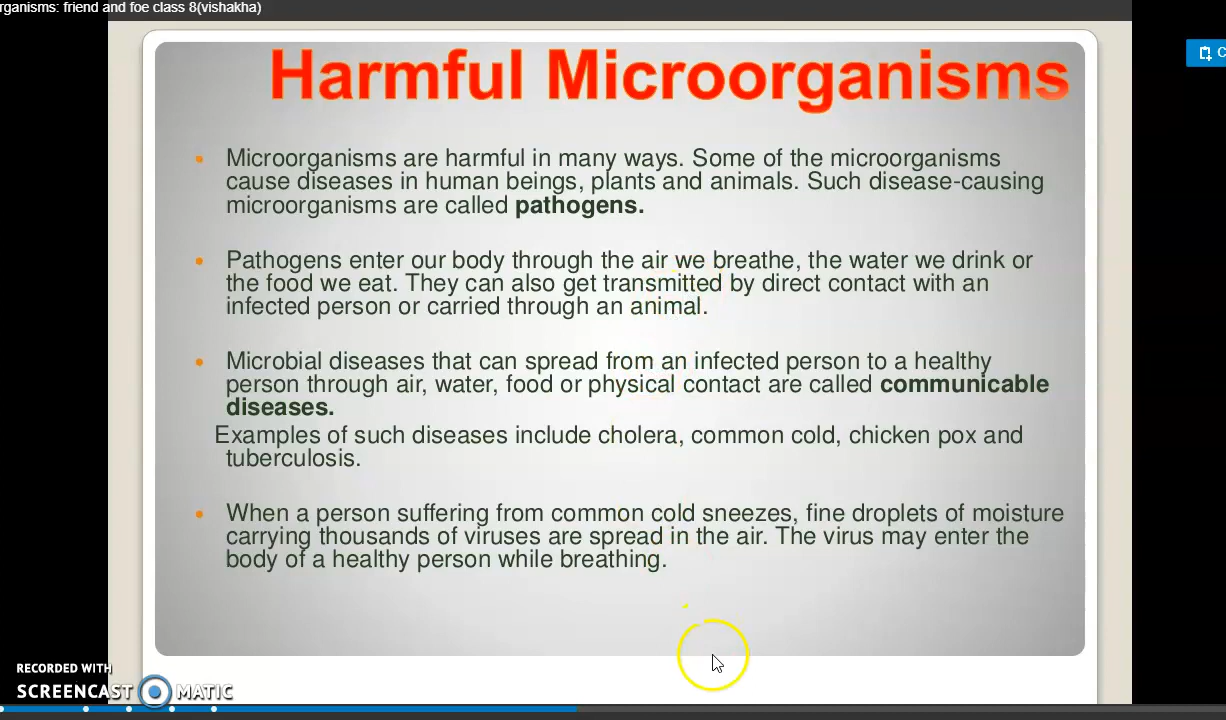 rganisms: friend and foe class 8(vishakha)
Harmful Microorganisms
• Microorganisms are harmful in many ways. Some of the microorganisms
cause diseases in human beings, plants and animals. Such disease-causing
microorganisms are called pathogens.
• Pathogens enter our body through the air we breathe, the water we drink or
the food we eat. They can also get transmitted by direct contact with an
infected person or carried through an animal.
• Microbial diseases that can spread from an infected person to a healthy
person through air, water, food or physical contact are called communicable
diseases.
Examples of such diseases include cholera, common cold, chicken pox and
tuberculosis.
• When a person suffering from common cold sneezes, fine droplets of moisture
carrying thousands of viruses are spread in the air. The virus may enter the
body of a healthy person while breathing.
RECORDED WITH
SCREENCAST MATIC